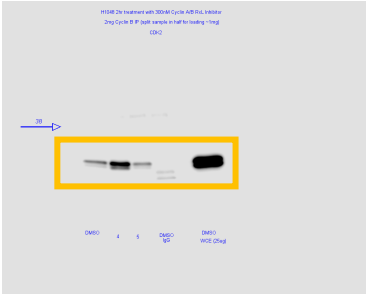 H1048 2hr treatment with 300nM Cyclin A/B RxL Inhibitor
2mg Cyclin B IP (split sample in half for loading ~1mg)
CDK2
38
DMSO
4
5
DMSO
IgG
DMSO
WCE (25ug)